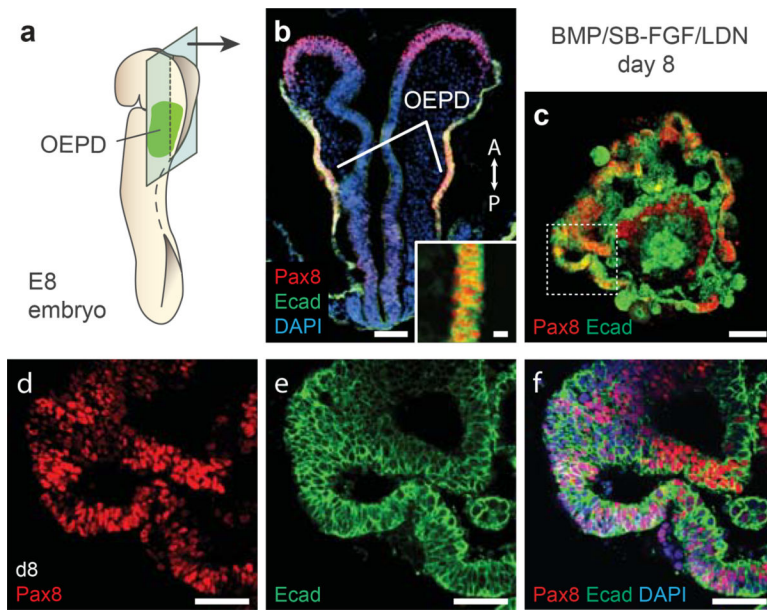 a
OEPD
E8
embryo
b
OEPD
A
P
Pax8
Ecad
DAPI
BMP/SB-FGF/LDN
day 8
c
Pax8 Ecad
d
d8
Pax8
e
Ecad
f
Pax8 Ecad DAPI